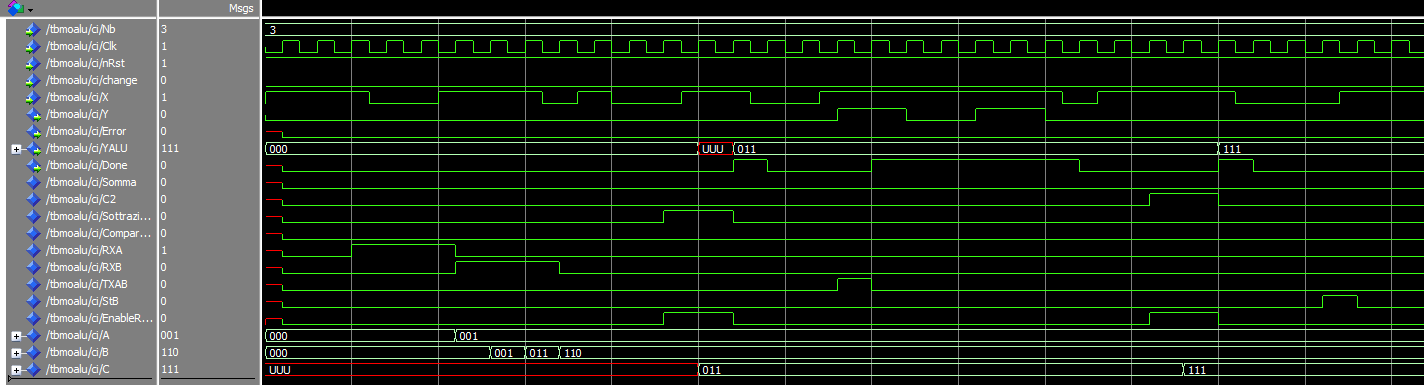 Msgs
/tbmoalu/ci/Nb 3 3
/tbmoalu/ci/Clk 1
/tbmoalu/ci/nRst 1
/tbmoalu/ci/change 0
/tbmoalu/ci/X 1
/tbmoalu/ci/Y 0
/tbmoalu/ci/Error 0
/tbmoalu/ci/YALU 111 000 UUU 011 111
/tbmoalu/ci/Done 0
/tbmoalu/ci/Somma 0
/tbmoalu/ci/C2 0
/tbmoalu/ci/Sottrazi... 0
/tbmoalu/ci/Compar... 0
/tbmoalu/ci/RXA 1
/tbmoalu/ci/RXB 0
/tbmoalu/ci/TXAB 0
/tbmoalu/ci/StB 0
/tbmoalu/ci/EnableR... 0
/tbmoalu/ci/A 001 000 001
/tbmoalu/ci/B 110 000 001 011 110
/tbmoalu/ci/C 111 UUU 011 111